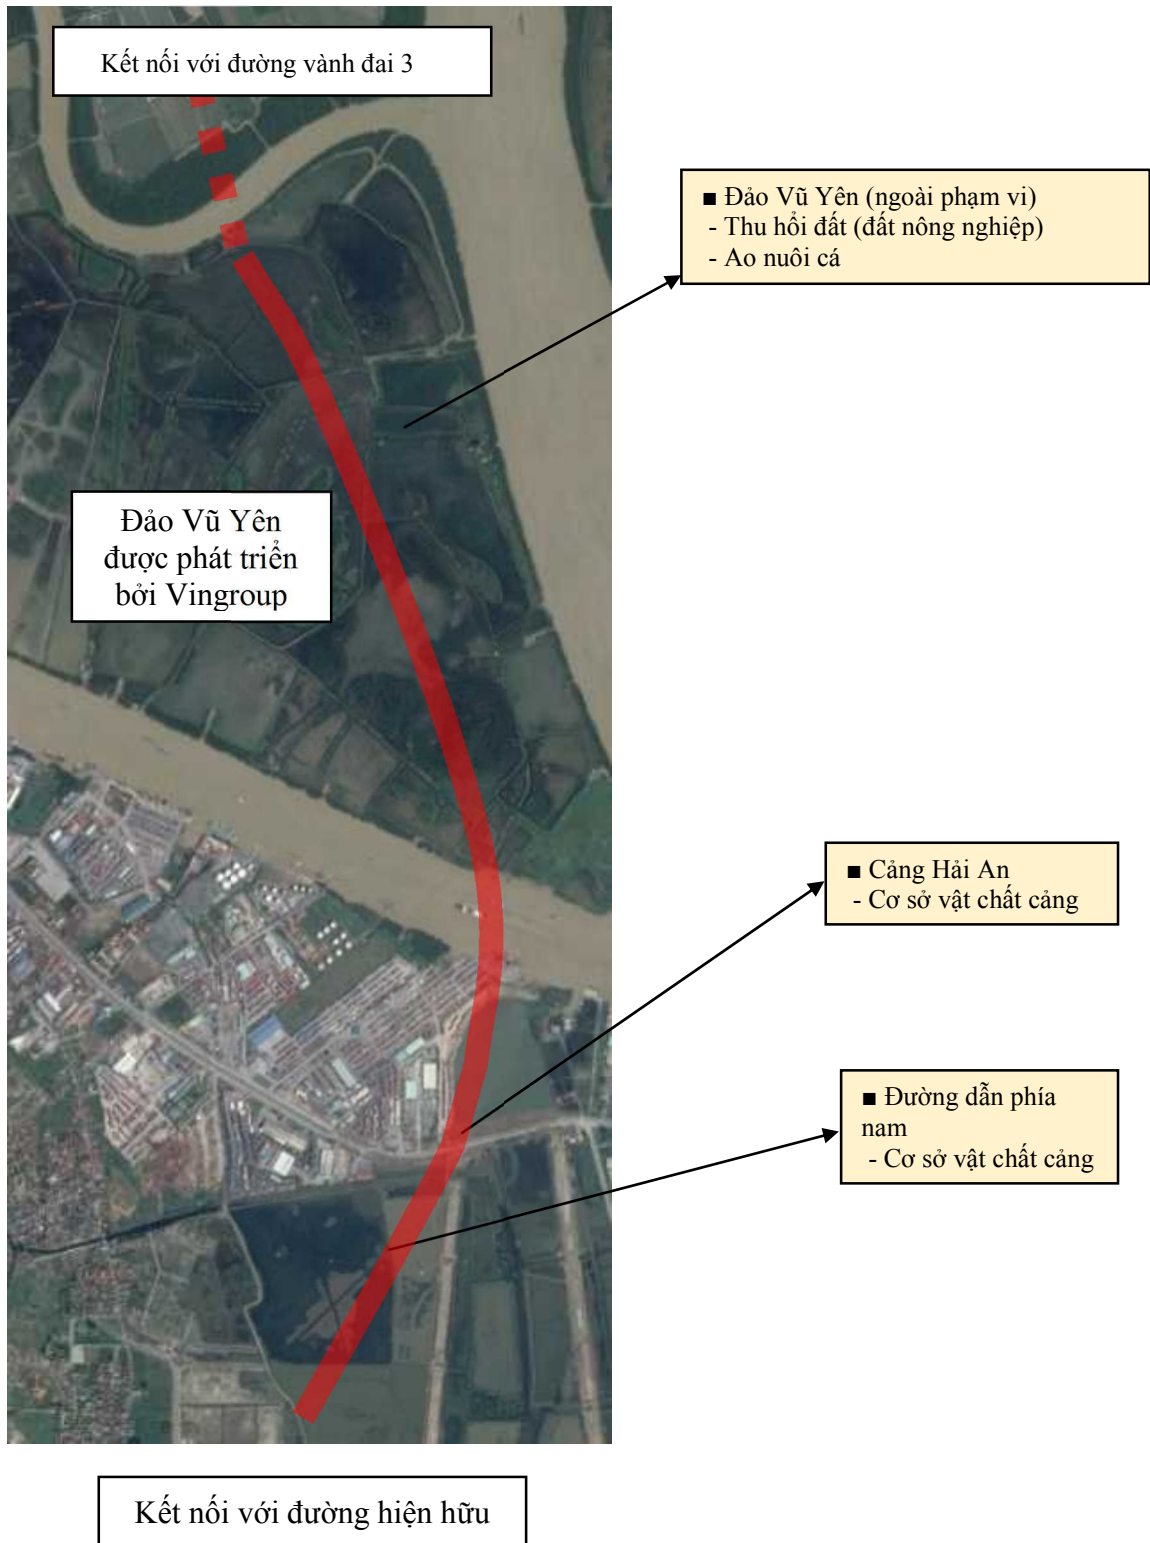 Kết nối với đường vành đai 3
■ Đảo Vũ Yên (ngoài phạm vi)
- Thu hổi đất (đất nông nghiệp)
- Ao nuôi cá
Đảo Vũ Yên
được phát triển
bởi Vingroup
■ Cảng Hải An
- Cơ sở vật chất cảng
■ Đường dẫn phía
nam
- Cơ sở vật chất cảng
Kết nối với đường hiện hữu